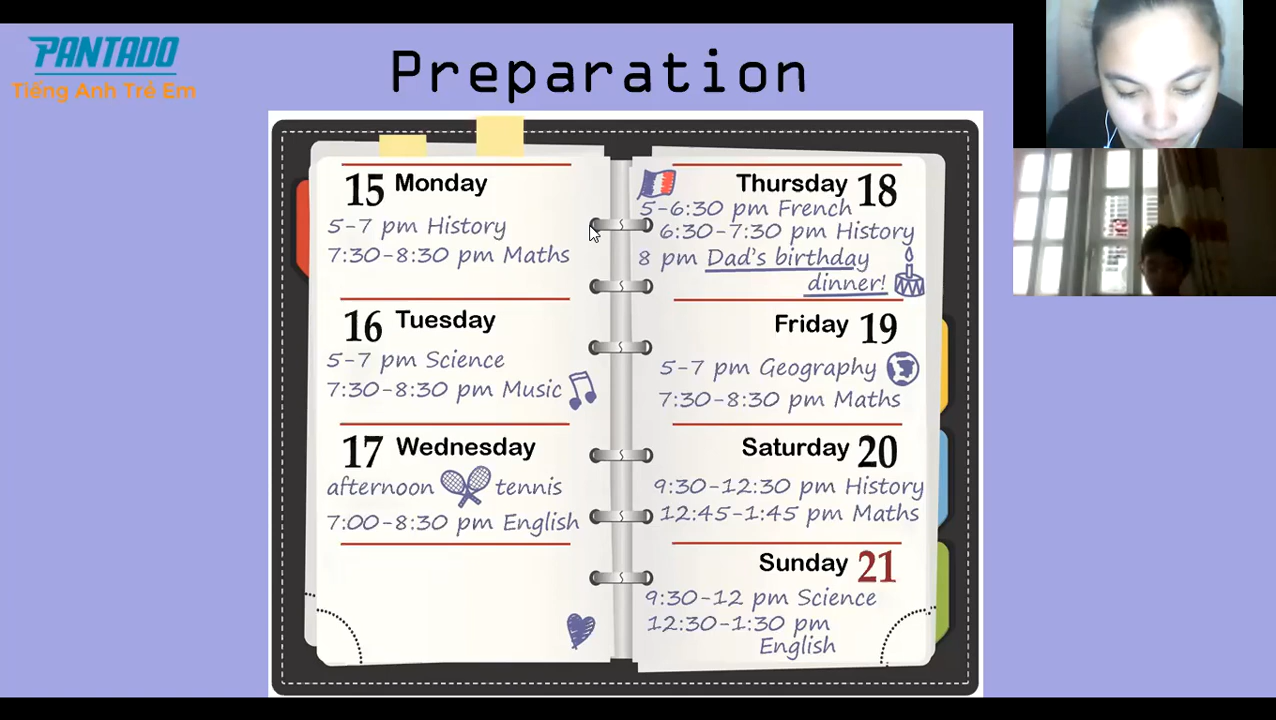 PANTADO
Tiếng Anh Trẻ Em
Preparation
15 Monday
5-7 pm History
7:30-8:30 pm Maths
16 Tuesday
5-7 pm Science
7:30-8:30 pm Music
17 Wednesday
afternoon tennis
7:00-8:30 pm English
Thursday 18
5-6:30 pm French
6:30-7:30 pm History
8 pm Dad's birthday
dinner!
Friday 19
5-7 pm Geography
7:30-8:30 pm Maths
Saturday 20
9:30-12:30 pm History
12:45-1:45 pm Maths
Sunday 21
9:30-12 pm Science
12:30-1:30 pm
English